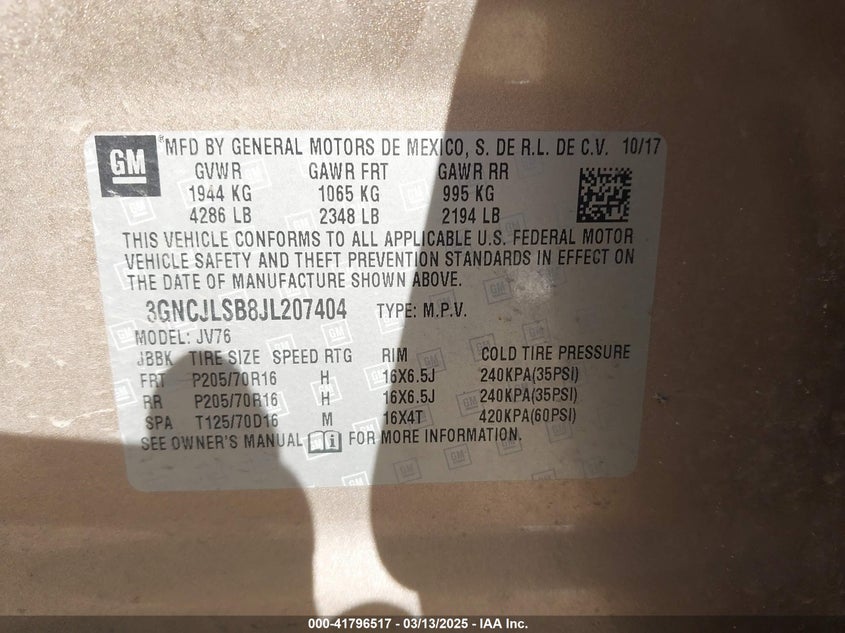 GM ® MFD BY GENERAL MOTORS DE MEXICO, S. DE R.L. DE C.V. 10/17
GVWR GAWR FRT GAWR RR
1944 KG 1065 KG 995 KG
4286 LB 2348 LB 2194 LB
THIS VEHICLE CONFORMS TO ALL APPLICABLE U.S. FEDERAL MOTOR
VEHICLE SAFETY AND THEFT PREVENTION STANDARDS IN EFFECT ON
THE DATE OF MANUFACTURE SHOWN ABOVE.
3GNCJLSB8JL207404 TYPE: M.P.V.
MODEL: JV76
JBBK TIRE SIZE SPEED RTG RIM COLD TIRE PRESSURE
FRT P205/70R16 H 16X6.5J 240KPA(35PSI)
RR P205/70R16 H 16X6.5J 240KPA(35PSI)
SPA T125/70D16 M 16X4T 420KPA(60PSI)
SEE OWNER'S MANUAL i FOR MORE INFORMATION.
000-41796517 - 03/13/2025 - IAA Inc.